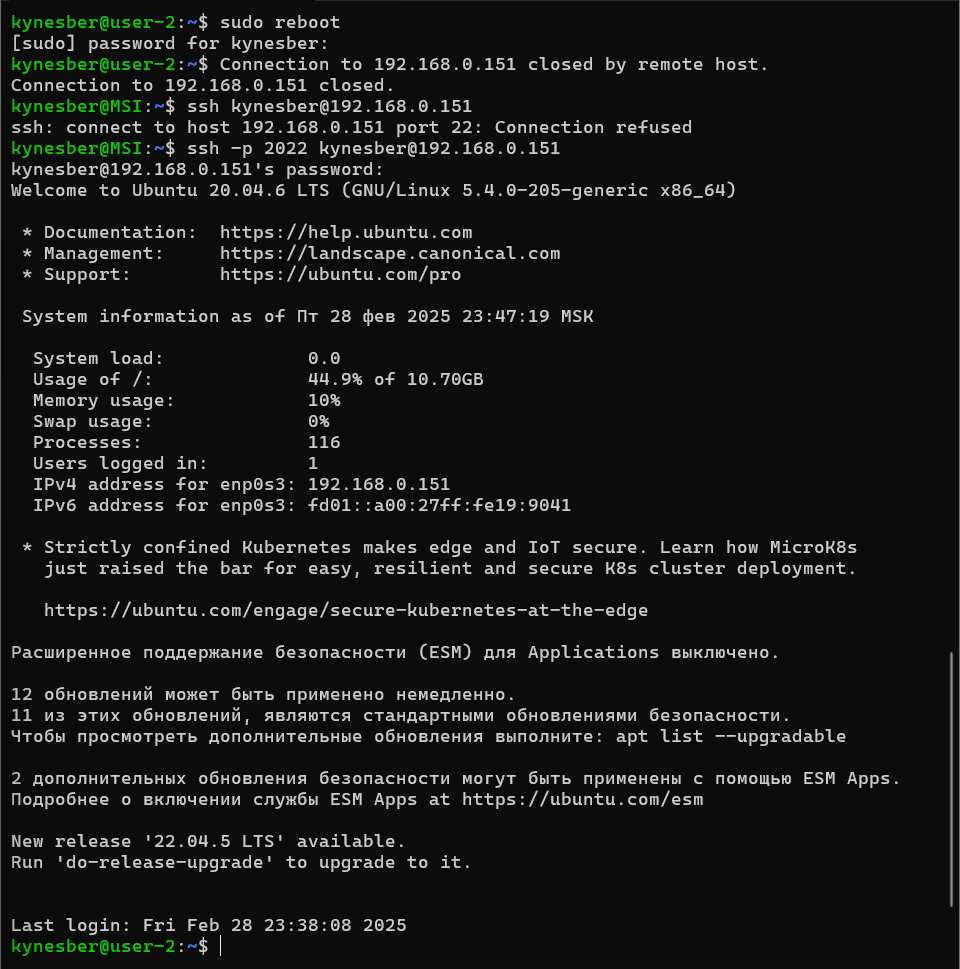 kynesber@user-2:~$ sudo reboot
[sudo] password for kynesber:
kynesber@user-2:~$ Connection to 192.168.0.151 closed by remote host.
Connection to 192.168.0.151 closed.
kynesber@MSI:~$ ssh kynesber@192.168.0.151
ssh: connect to host 192.168.0.151 port 22: Connection refused
kynesber@MSI:~$ ssh -p 2022 kynesber@192.168.0.151
kynesber@192.168.0.151's password:
Welcome to Ubuntu 20.04.6 LTS (GNU/Linux 5.4.0-205-generic x86_64)

 * Documentation:  https://help.ubuntu.com
 * Management:     https://landscape.canonical.com
 * Support:        https://ubuntu.com/pro

 System information as of Пт 28 фев 2025 23:47:19 MSK

  System load:             0.0
  Usage of /:              44.9% of 10.70GB
  Memory usage:            10%
  Swap usage:              0%
  Processes:               116
  Users logged in:         1
  IPv4 address for enp0s3: 192.168.0.151
  IPv6 address for enp0s3: fd01::a00:27ff:fe19:9041

 * Strictly confined Kubernetes makes edge and IoT secure. Learn how MicroK8s
   just raised the bar for easy, resilient and secure K8s cluster deployment.

   https://ubuntu.com/engage/secure-kubernetes-at-the-edge

Расширенное поддержание безопасности (ESM) для Applications выключено.

12 обновлений может быть применено немедленно.
11 из этих обновлений, являются стандартными обновлениями безопасности.
Чтобы просмотреть дополнительные обновления выполните: apt list --upgradable

2 дополнительных обновления безопасности могут быть применены с помощью ESM Apps.
Подробнее о включении службы ESM Apps at https://ubuntu.com/esm

New release '22.04.5 LTS' available.
Run 'do-release-upgrade' to upgrade to it.

Last login: Fri Feb 28 23:38:08 2025
kynesber@user-2:~$